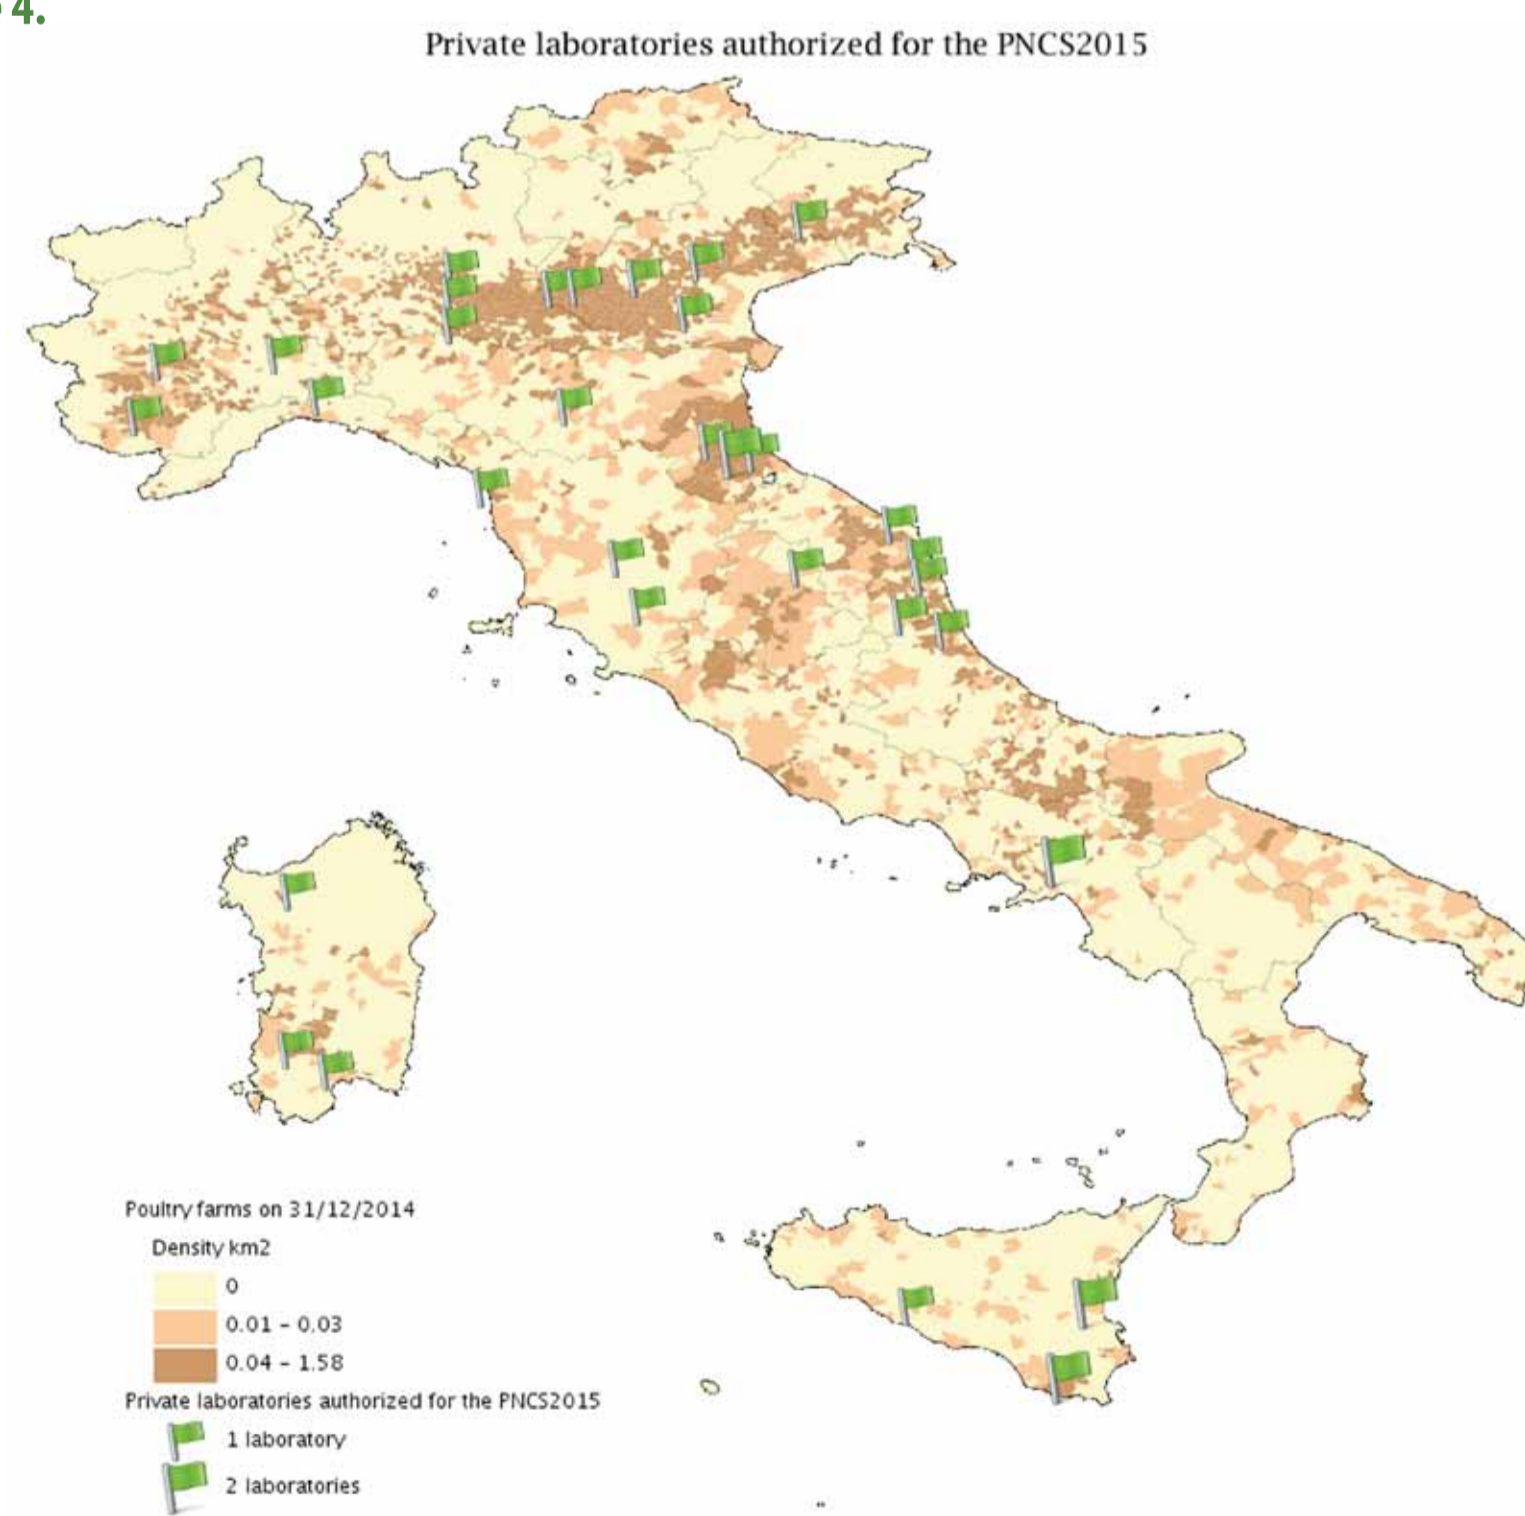 4.
Private laboratories authorized for the PNCS2015
Poultry farms on 31/12/2014
Density km2
0
0.01 - 0.03
0.04 - 1.58
Private laboratories authorized for the PNCS2015
1 laboratory
2 laboratories